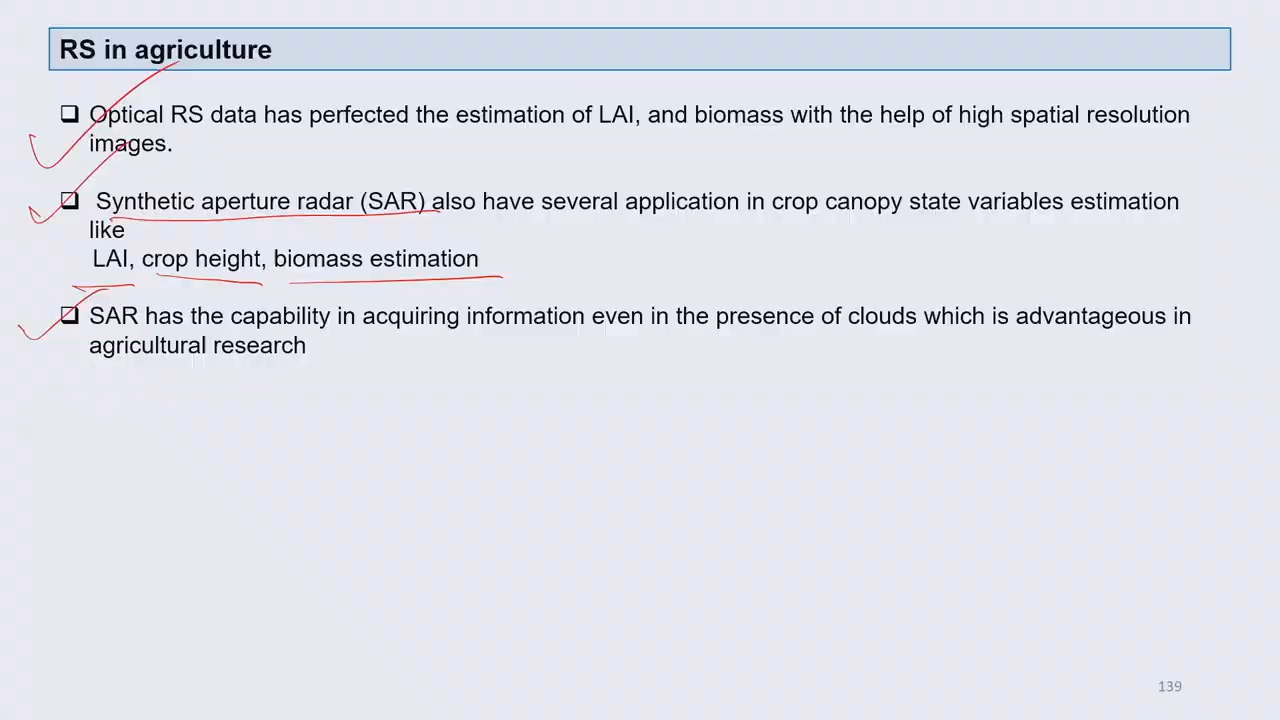 RS in agriculture
❑ Optical RS data has perfected the estimation of LAI, and biomass with the help of high spatial resolution
images.
❑ Synthetic aperture radar (SAR) also have several application in crop canopy state variables estimation
like
LAI, crop height, biomass estimation
❑ SAR has the capability in acquiring information even in the presence of clouds which is advantageous in
agricultural research
139